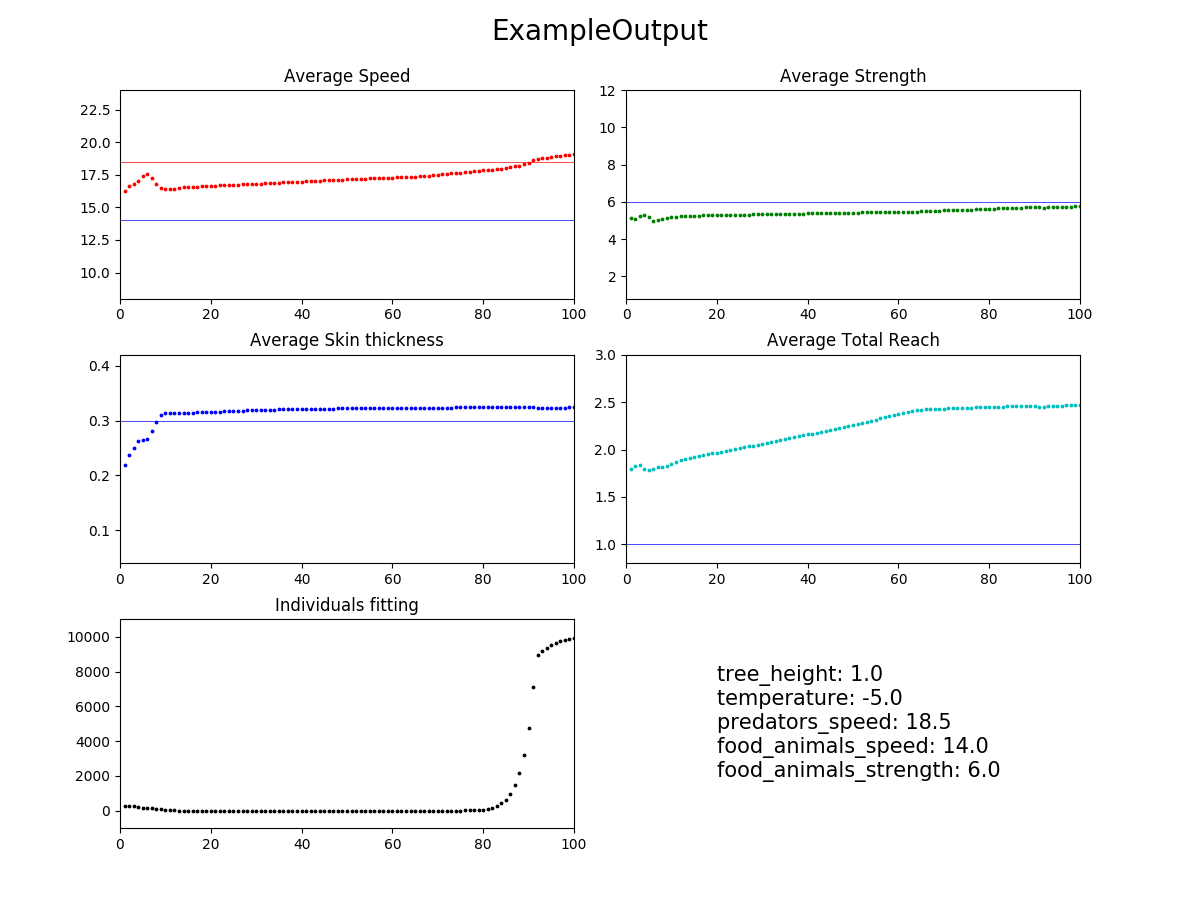 ExampleOutput
Average Speed
22.5
20.0
17.5
15.0
12.5
10.0
0 20 40 60 80 100
Average Strength
12
10
8
6
4
2
0 20 40 60 80 100
Average Skin thickness
0.4
0.3
0.2
0.1
0 20 40 60 80 100
Average Total Reach
3.0
2.5
2.0
1.5
1.0
0 20 40 60 80 100
Individuals fitting
10000
8000
6000
4000
2000
0
0 20 40 60 80 100
tree_height: 1.0
temperature: -5.0
predators_speed: 18.5
food_animals_speed: 14.0
food_animals_strength: 6.0